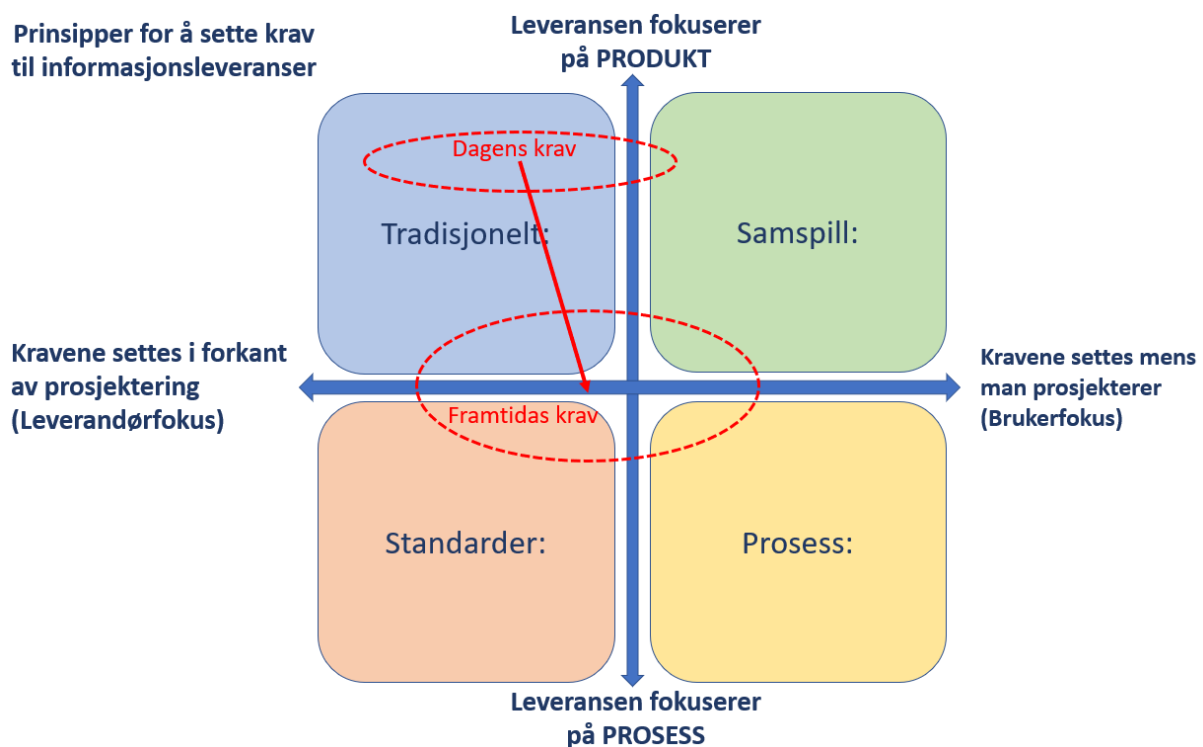 Prinsipper for å sette krav
til informasjonsleveranser
Leveransen fokuserer
på PRODUKT
Dagens krav
Tradisjonelt:
Samspill:
Kravene settes i forkant
av prosjektering
(Leverandørfokus)
Kravene settes mens
man prosjekterer
(Brukerfokus)
Framtidas krav
Standarder:
Prosess:
Leveransen fokuserer
på PROSESS